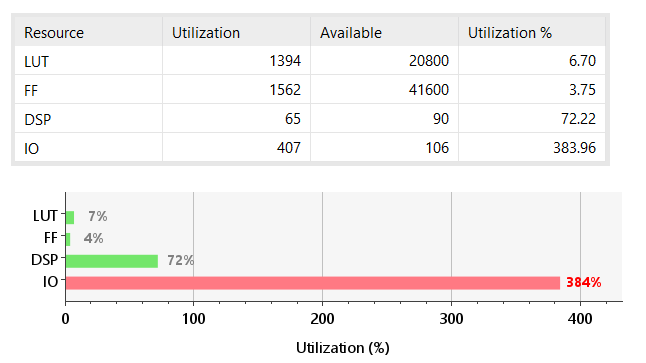 Resource Utilization Available Utilization %
LUT 1394 20800 6.70
FF 1562 41600 3.75
DSP 65 90 72.22
IO 407 106 383.96
LUT 7%
FF 4%
DSP 72%
IO 384%
0 100 200 300 400
Utilization (%)